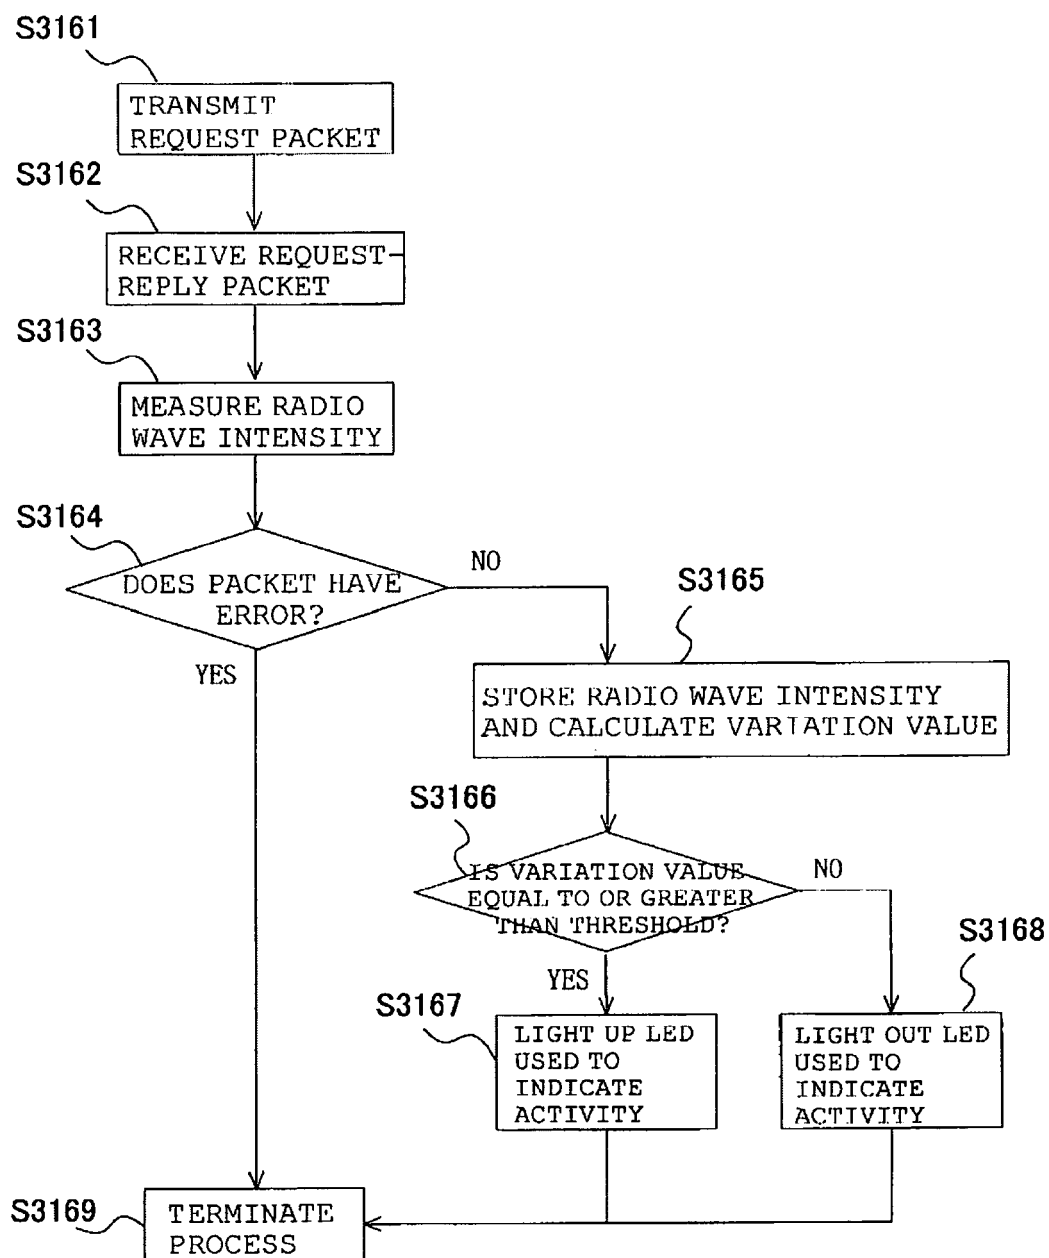 S3161
TRANSMIT
REQUEST PACKET
S3162
RECEIVE REQUEST-
REPLY PACKET
S3163
MEASURE RADIO
WAVE INTENSITY
S3164
DOES PACKET HAVE
ERROR?
NO
YES
S3165
STORE RADIO WAVE INTENSITY
AND CALCULATE VARIATION VALUE
S3166
IS VARIATION VALUE
EQUAL TO OR GREATER
THAN THRESHOLD?
NO
YES
S3167
LIGHT UP LED
USED TO
INDICATE
ACTIVITY
S3168
LIGHT OUT LED
USED TO
INDICATE
ACTIVITY
S3169
TERMINATE
PROCESS